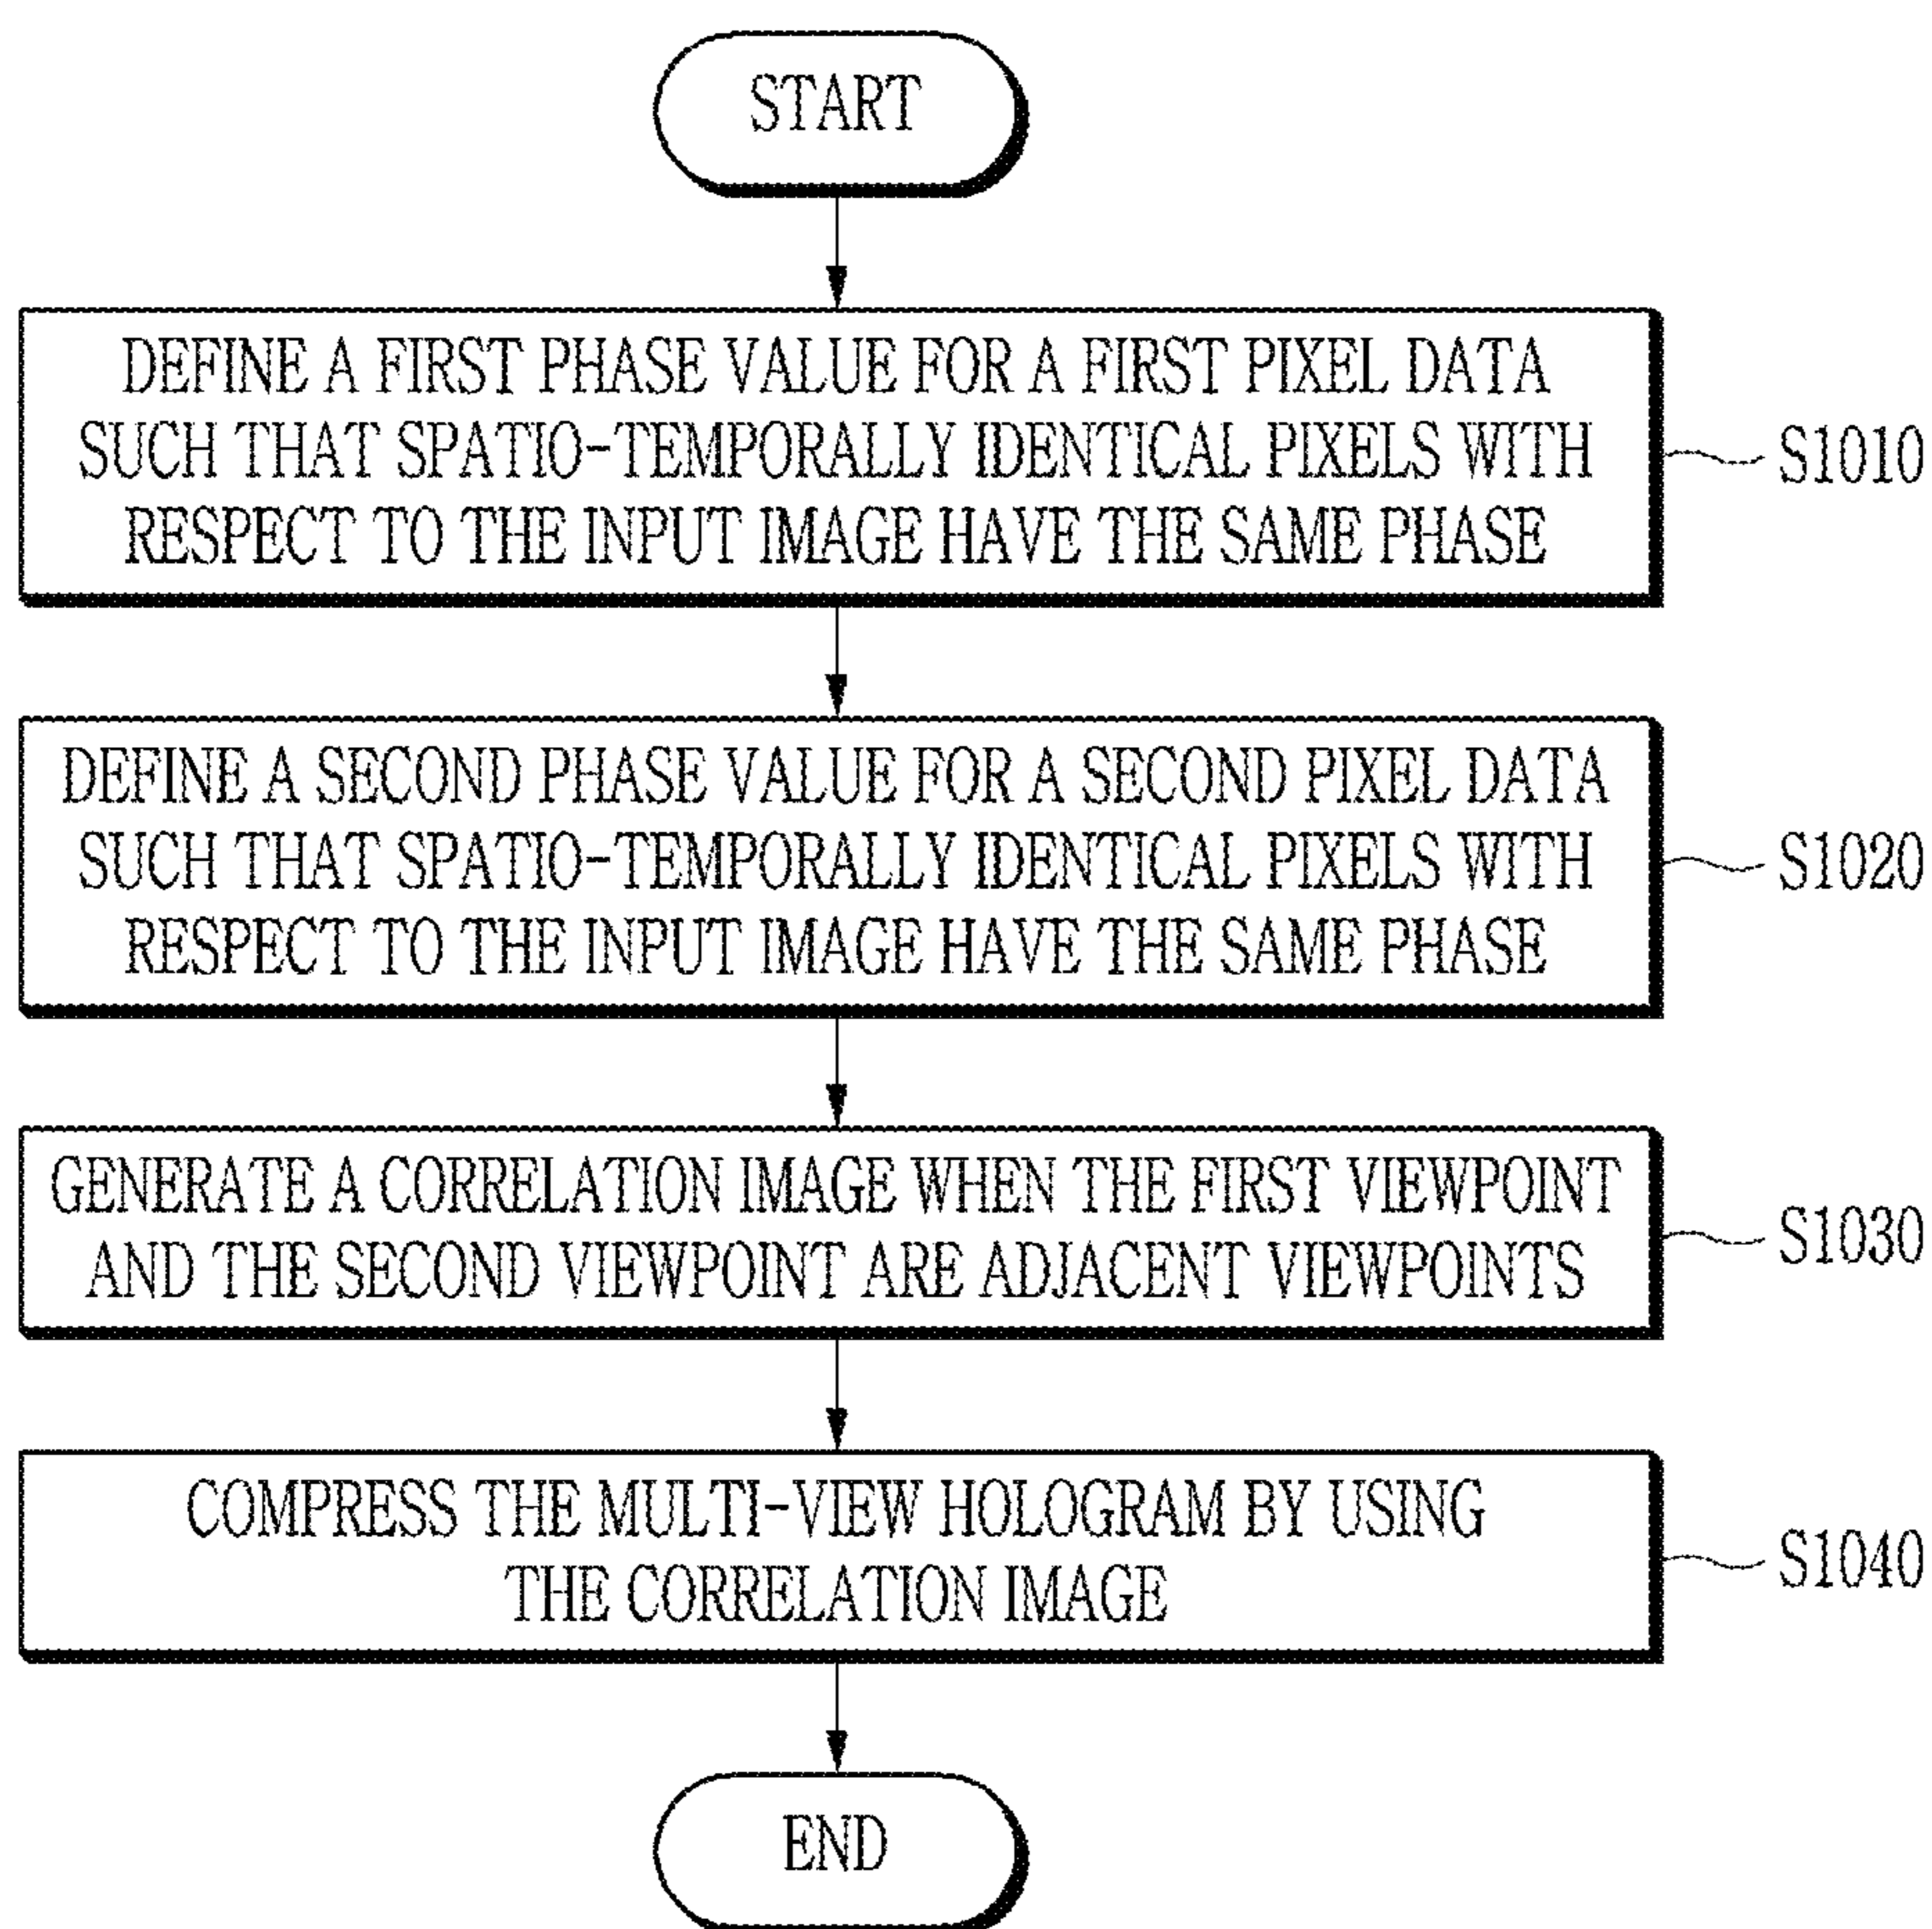 START
DEFINE A FIRST PHASE VALUE FOR A FIRST PIXEL DATA
SUCH THAT SPATIO-TEMPORALLY IDENTICAL PIXELS WITH
RESPECT TO THE INPUT IMAGE HAVE THE SAME PHASE
S1010
DEFINE A SECOND PHASE VALUE FOR A SECOND PIXEL DATA
SUCH THAT SPATIO-TEMPORALLY IDENTICAL PIXELS WITH
RESPECT TO THE INPUT IMAGE HAVE THE SAME PHASE
S1020
GENERATE A CORRELATION IMAGE WHEN THE FIRST VIEWPOINT
AND THE SECOND VIEWPOINT ARE ADJACENT VIEWPOINTS
S1030
COMPRESS THE MULTI-VIEW HOLOGRAM BY USING
THE CORRELATION IMAGE
S1040
END